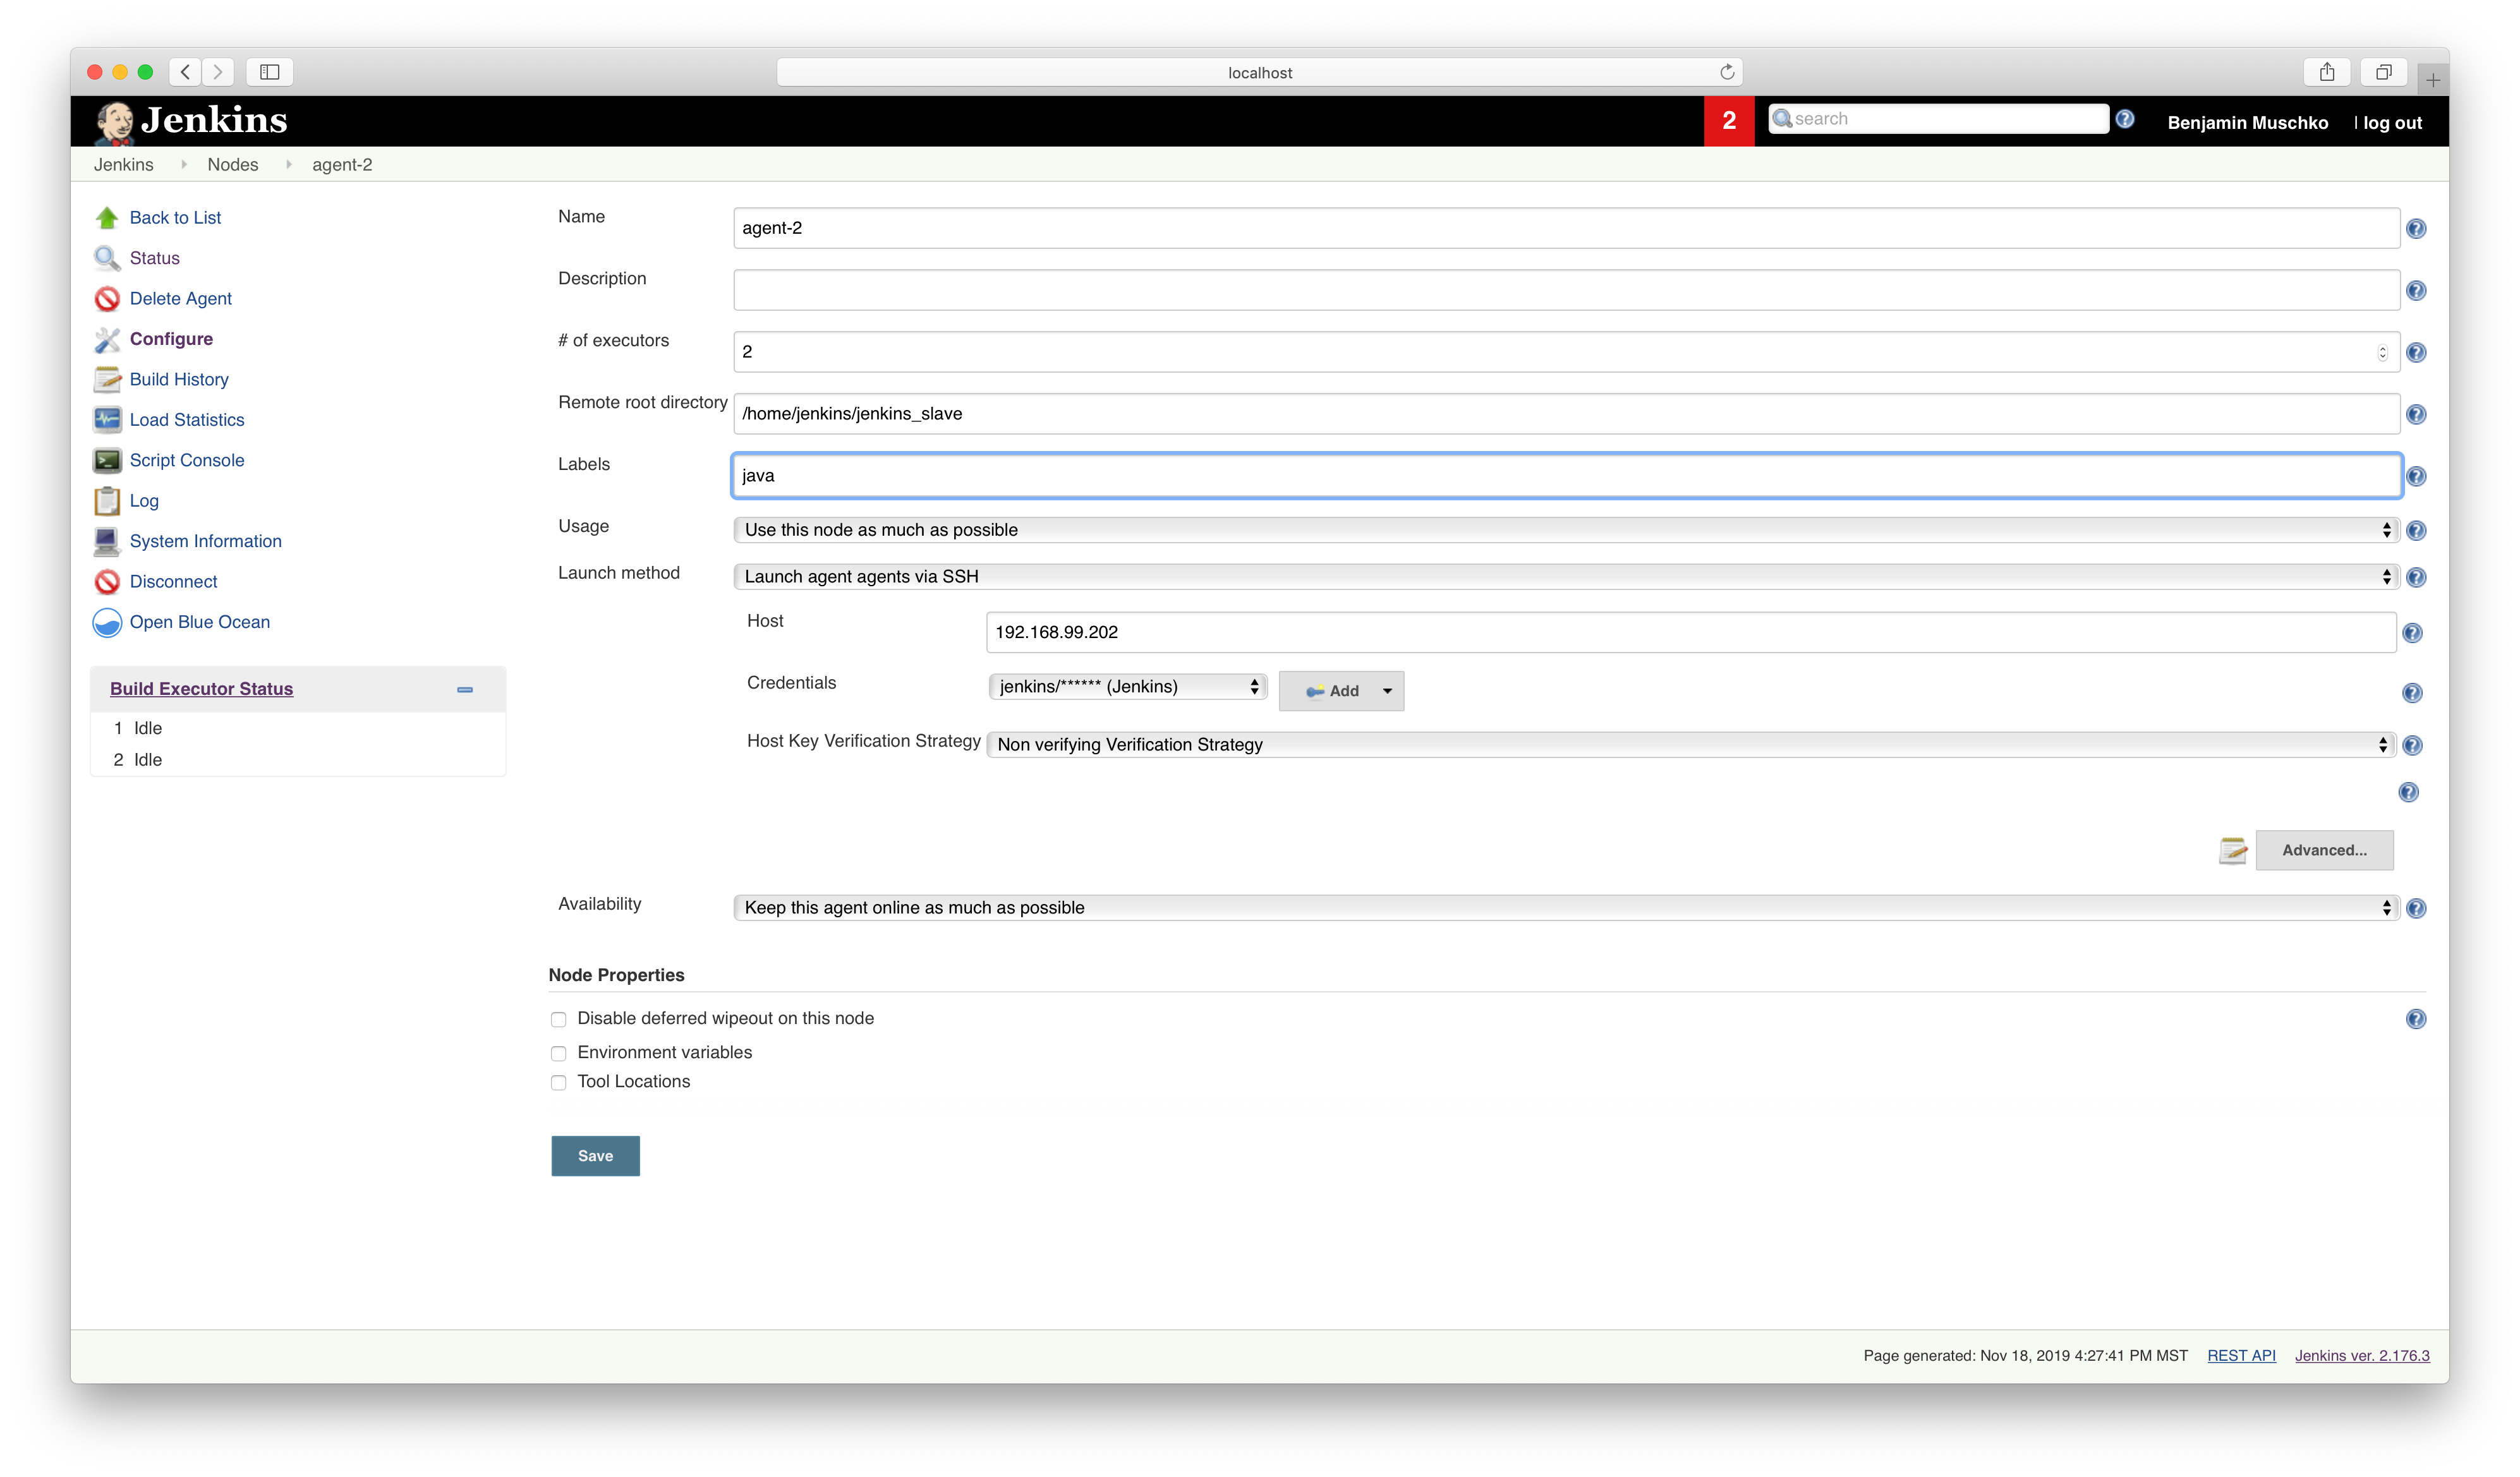 localhost
Jenkins
2
search
Benjamin Muschko
| log out
Jenkins
Nodes
agent-2
Back to List
Status
Delete Agent
Configure
Build History
Load Statistics
Script Console
Log
System Information
Disconnect
Open Blue Ocean
Build Executor Status
1 Idle
2 Idle
Name
agent-2
Description
# of executors
2
Remote root directory
/home/jenkins/jenkins_slave
Labels
java
Usage
Use this node as much as possible
Launch method
Launch agent agents via SSH
Host
192.168.99.202
Credentials
jenkins/****** (Jenkins)
Add
Host Key Verification Strategy
Non verifying Verification Strategy
Advanced...
Availability
Keep this agent online as much as possible
Node Properties
Disable deferred wipeout on this node
Environment variables
Tool Locations
Save
Page generated: Nov 18, 2019 4:27:41 PM MST
REST API
Jenkins ver. 2.176.3